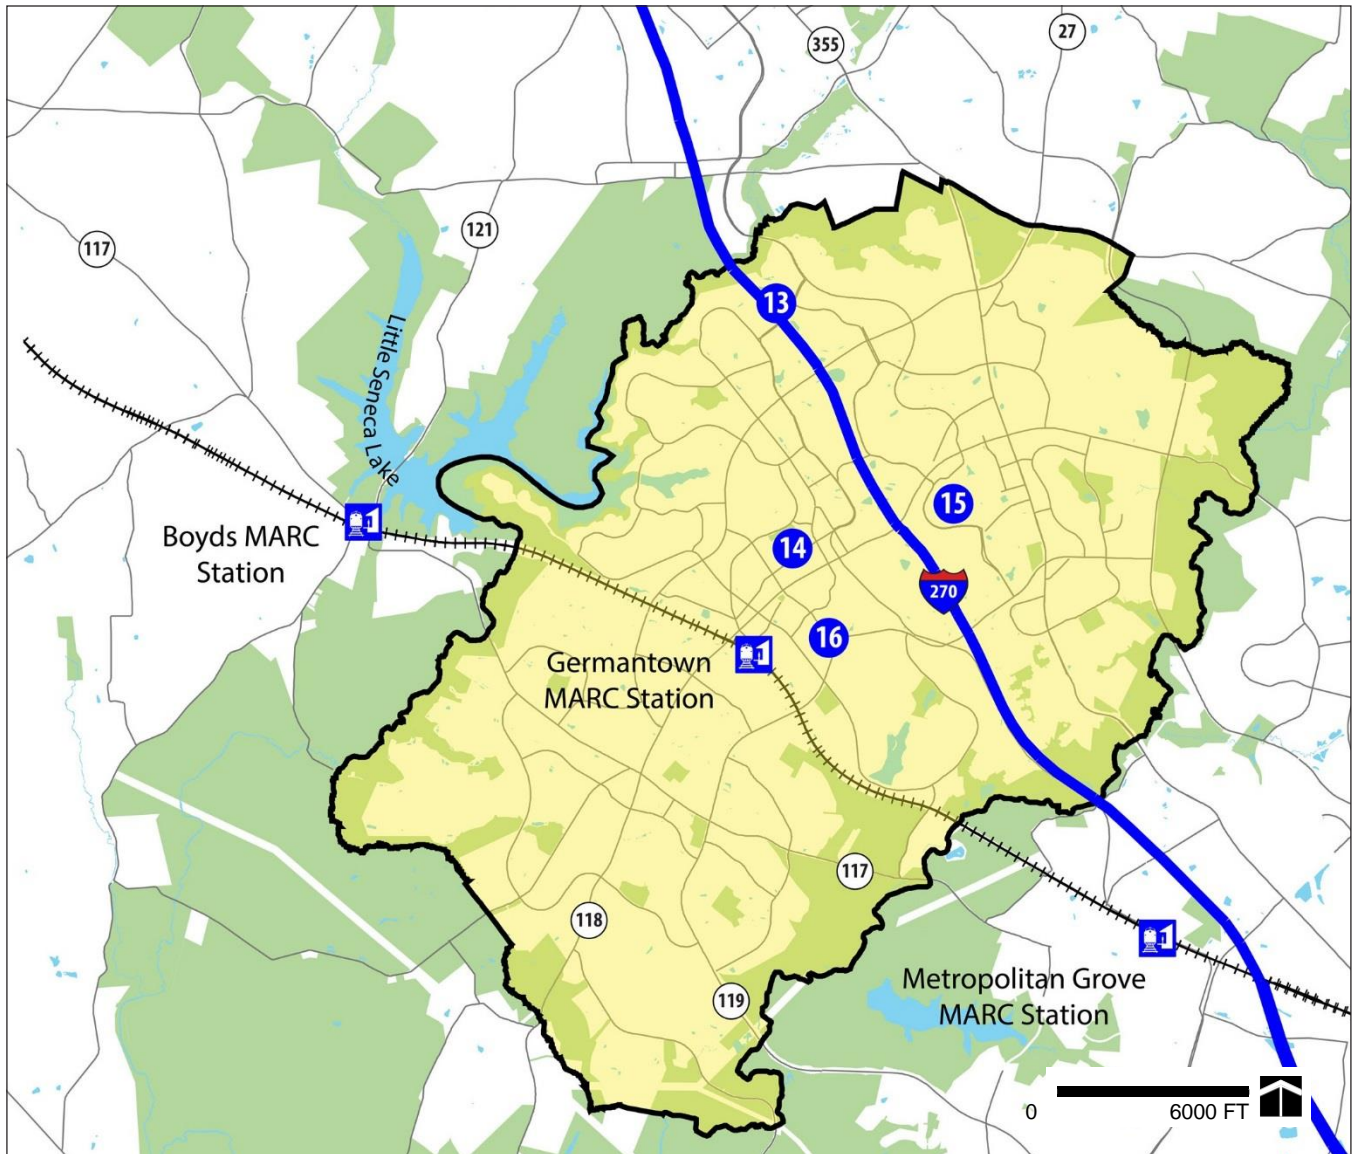 27
355
121
117
13
Little Seneca Lake
15
Boyds MARC
Station
14
270
16
Germantown
MARC Station
117
118
Metropolitan Grove
MARC Station
119
0 6000 FT